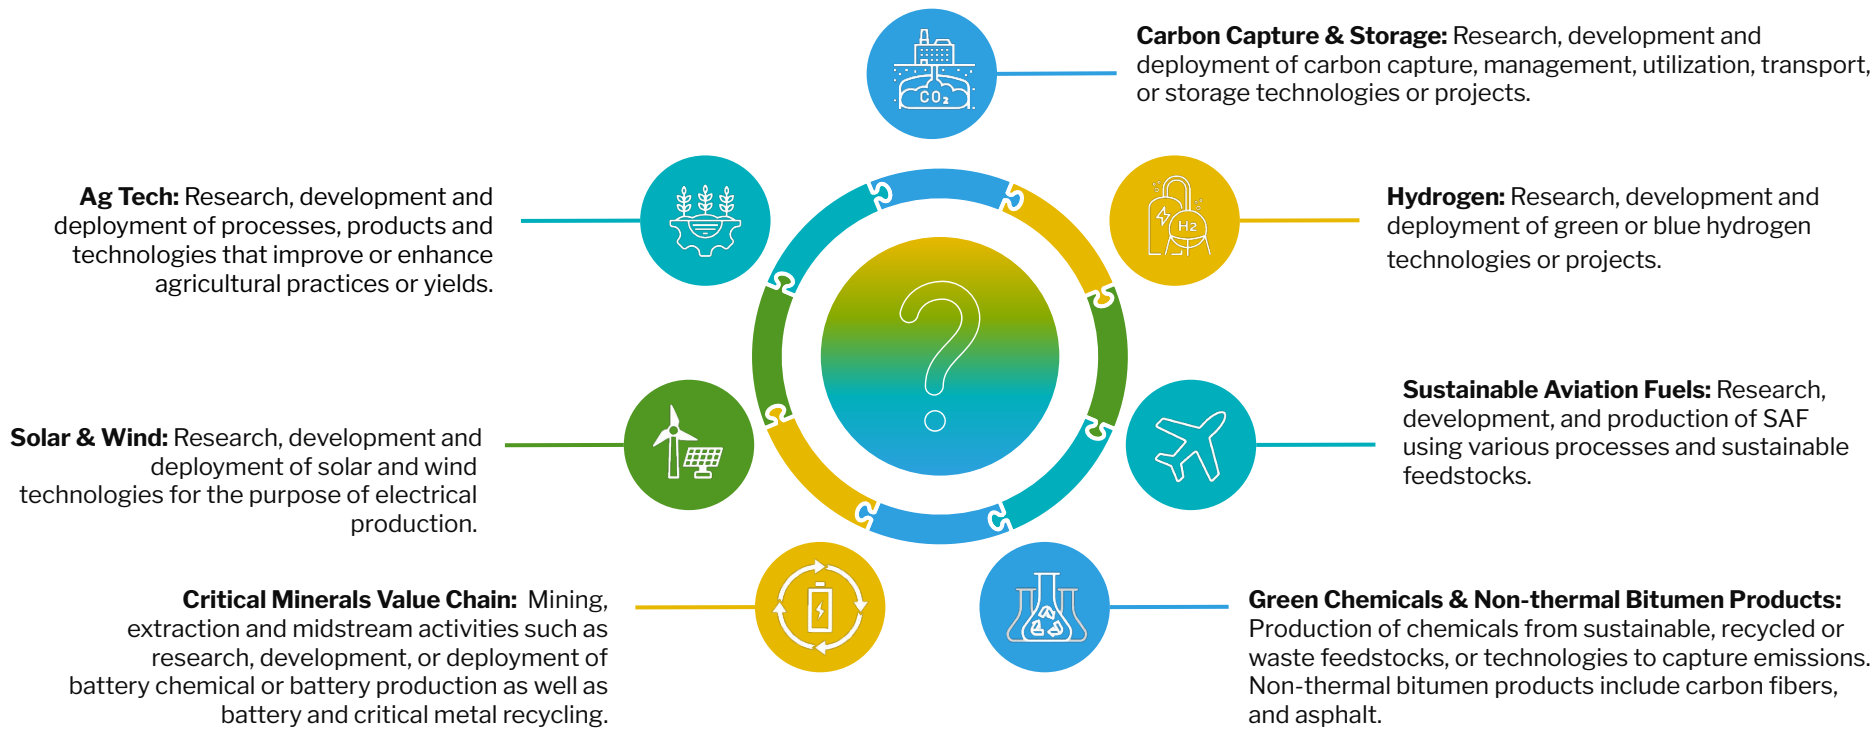 Carbon Capture & Storage: Research, development and
deployment of carbon capture, management, utilization, transport,
or storage technologies or projects.
CO₂
Ag Tech: Research, development and
deployment of processes, products and
technologies that improve or enhance
agricultural practices or yields.
H2
Hydrogen: Research, development and
deployment of green or blue hydrogen
technologies or projects.
?
Solar & Wind: Research, development and
deployment of solar and wind
technologies for the purpose of electrical
production.
Sustainable Aviation Fuels: Research,
development, and production of SAF
using various processes and sustainable
feedstocks.
Critical Minerals Value Chain: Mining,
extraction and midstream activities such as
research, development, or deployment of
battery chemical or battery production as well as
battery and critical metal recycling.
Green Chemicals & Non-thermal Bitumen Products:
Production of chemicals from sustainable, recycled or
waste feedstocks, or technologies to capture emissions.
Non-thermal bitumen products include carbon fibers,
and asphalt.